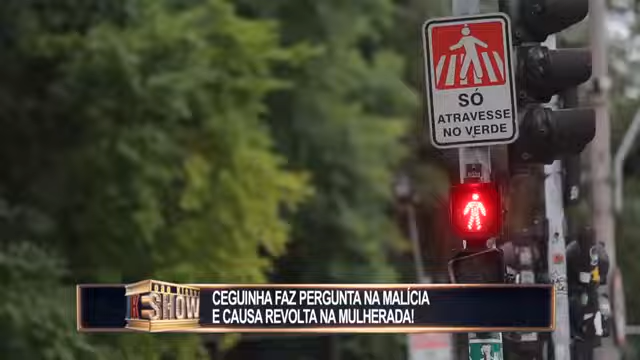 SÓ
ATRAVESSE
NO VERDE
SHOW
CEGUINHA FAZ PERGUNTA NA MALÍCIA
E CAUSA REVOLTA NA MULHERADA!